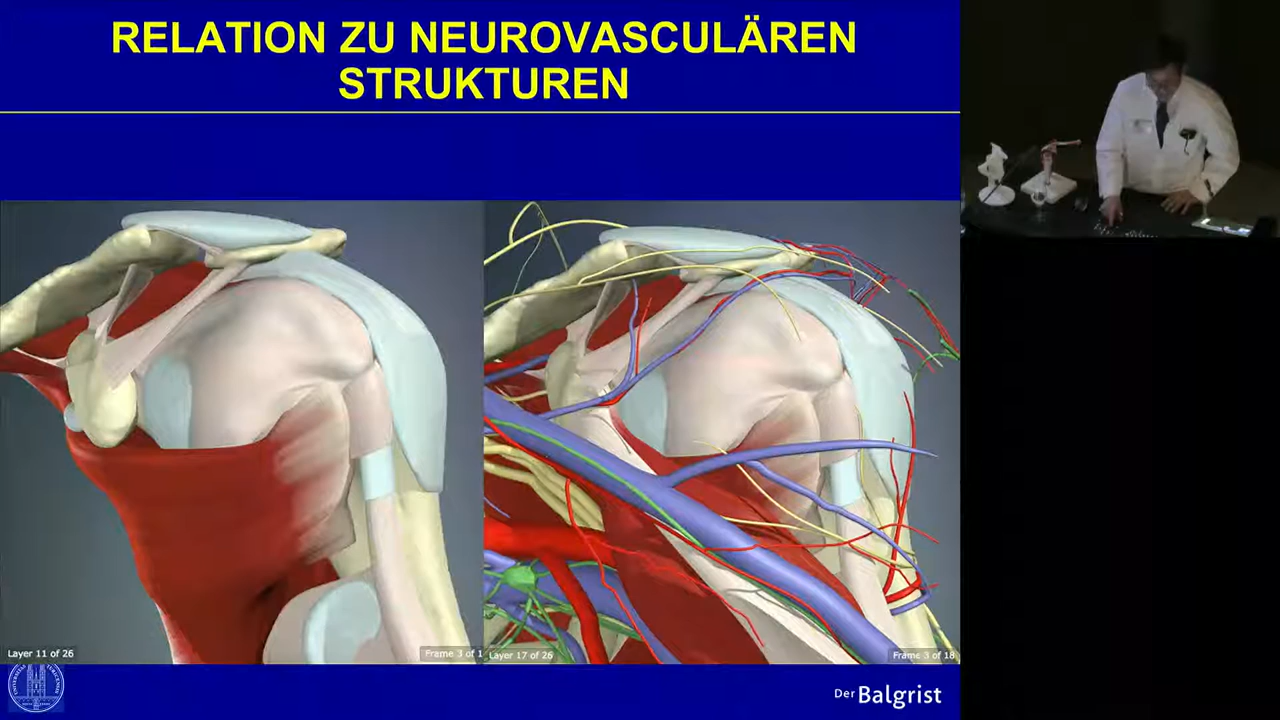 RELATION ZU NEUROVASCULÄREN
STRUKTUREN
Layer 11 of 26
Frame 3 of 1
Layer 17 of 26
Frame 3 of 18
Der Balgrist